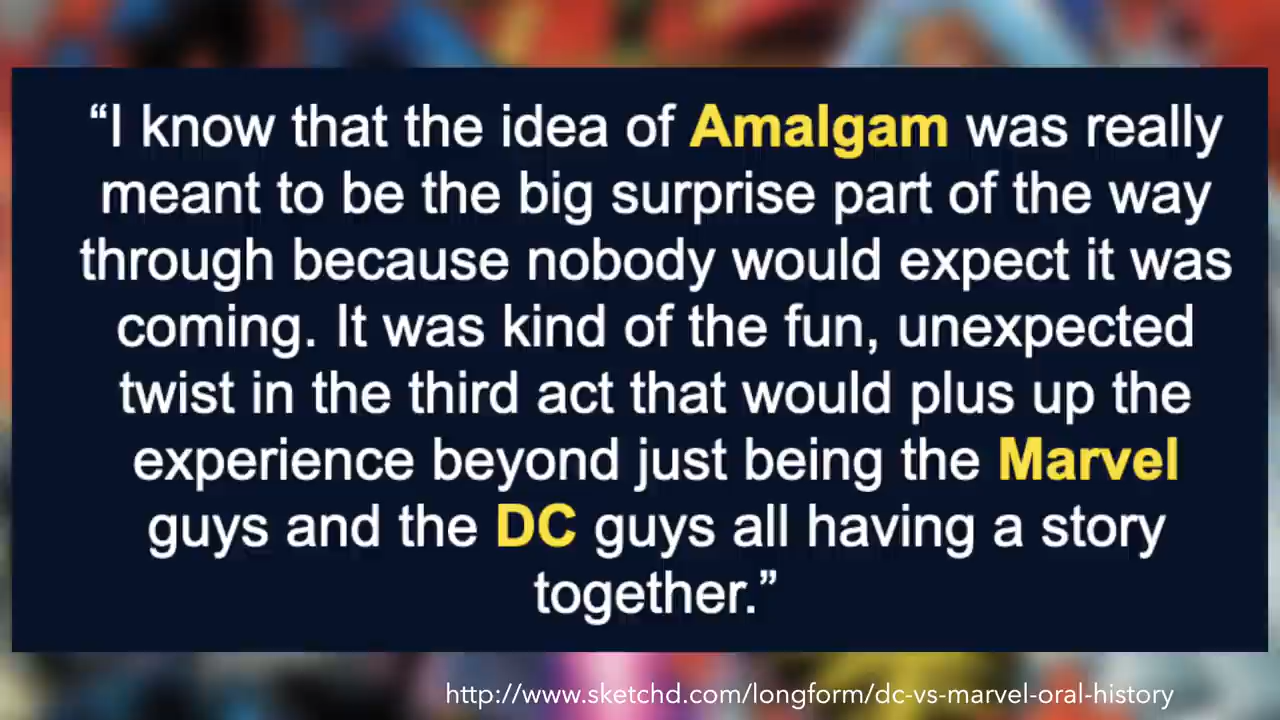 “I know that the idea of Amalgam was really
meant to be the big surprise part of the way
through because nobody would expect it was
coming. It was kind of the fun, unexpected
twist in the third act that would plus up the
experience beyond just being the Marvel
guys and the DC guys all having a story
together.”
http://www.sketchd.com/longform/dc-vs-marvel-oral-history